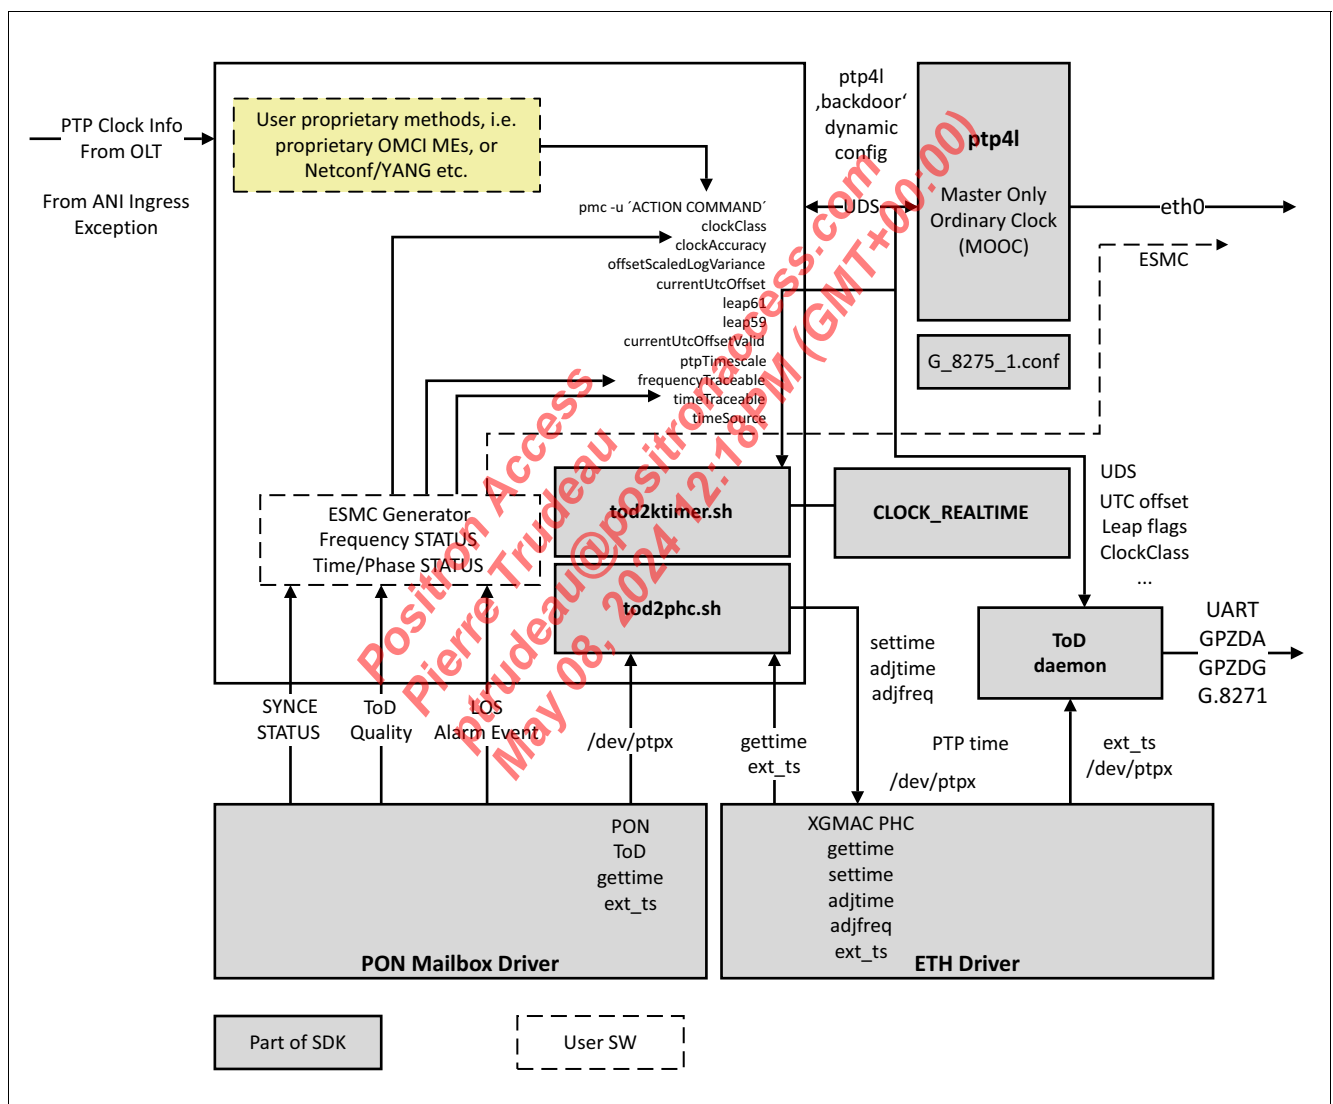 PTP Clock Info
From OLT
From ANI Ingress
Exception
User proprietary methods, i.e.
proprietary OMCI MEs, or
Netconf/YANG etc.
pmc -u ´ACTION COMMAND´
clockClass
clockAccuracy
offsetScaledLogVariance
currentUtcOffset
leap61
leap59
currentUtcOffsetValid
ptpTimescale
frequencyTraceable
timeTraceable
timeSource
ptp4l
‚backdoor‘
dynamic
config
UDS
ptp4l
Master Only
Ordinary Clock
(MOOC)
G_8275_1.conf
eth0
ESMC
ESMC Generator
Frequency STATUS
Time/Phase STATUS
tod2ktimer.sh
CLOCK_REALTIME
tod2phc.sh
UDS
UTC offset
Leap flags
ClockClass
...
ToD
daemon
UART
GPZDA
GPZDG
G.8271
settime
adjtime
adjfreq
SYNCE
STATUS
ToD
Quality
LOS
Alarm Event
/dev/ptpx
gettime
ext_ts
PTP time
/dev/ptpx
ext_ts
/dev/ptpx
PON
ToD
gettime
ext_ts
PON Mailbox Driver
XGMAC PHC
gettime
settime
adjtime
adjfreq
ext_ts
ETH Driver
Part of SDK
User SW
Positron Access
Pierre Trudeau
ptrudeau@positronaccess.com
May 08, 2024 12:18PM (GMT+00:00)